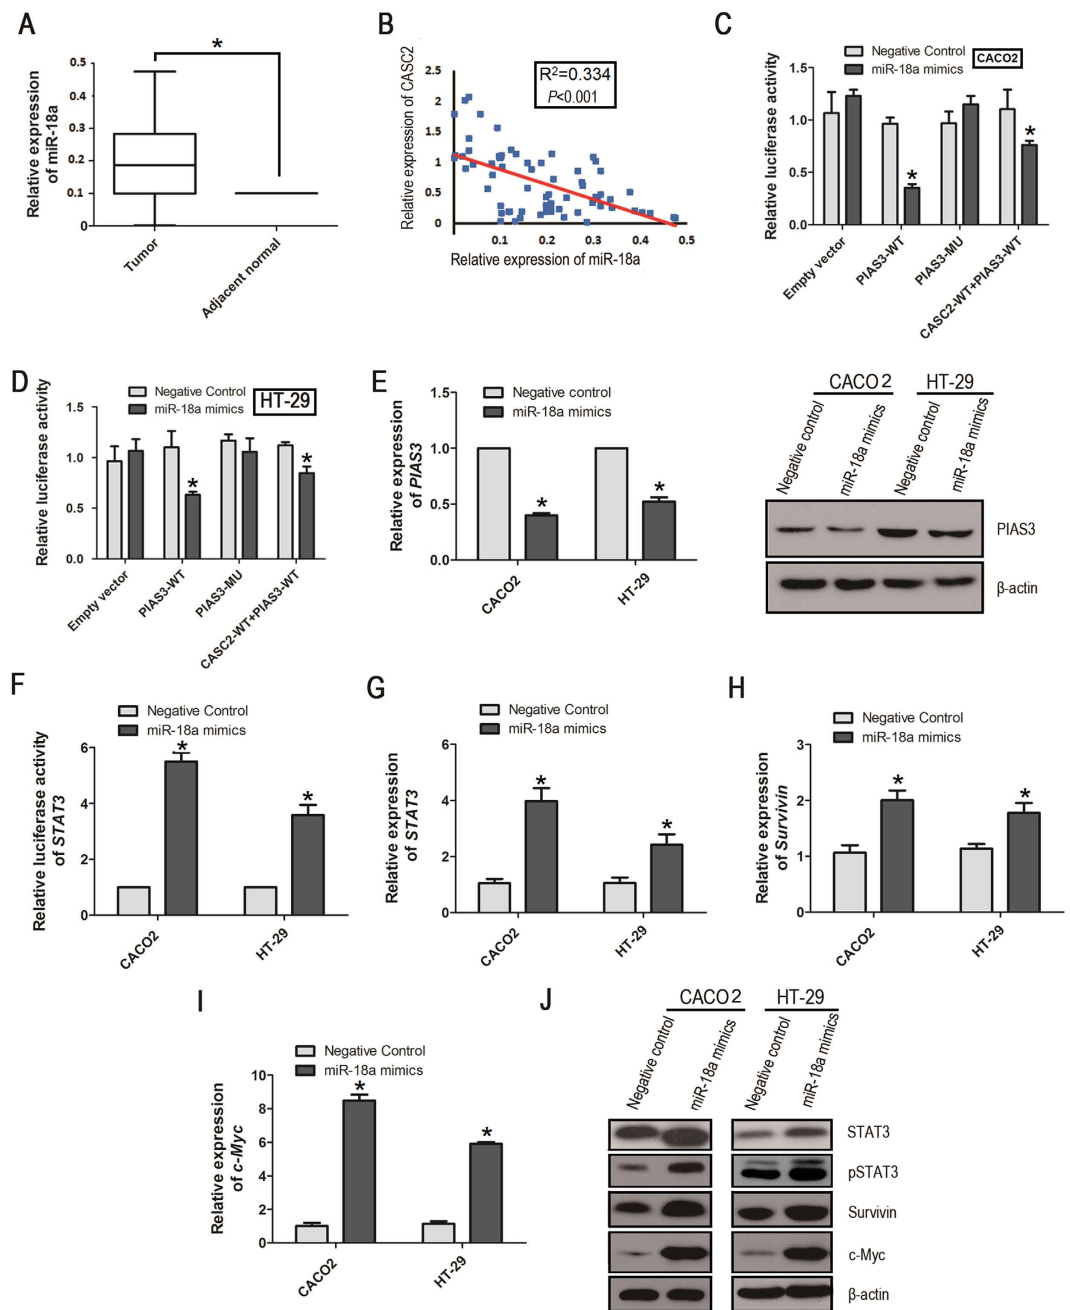 A
*
Relative expression
of miR-18a
0.5
0.3
0.2
0.1
0
Tumor
Adjacent normal
B
Relative expression of CASC2
2.5
2
1.5
1
0.5
0
R²=0.334
P<0.001
0.1
0.2
0.3
0.4
0.5
Relative expression of miR-18a
C
Negative Control
miR-18a mimics
CACO2
Relative luciferase activity
1.5
1.0
0.5
0.0
*
*
Empty vector
PIAS3-WT
PIAS3-MU
CASC2-WT+PIAS3-WT
D
Negative Control
miR-18a mimics
HT-29
Relative luciferase activity
1.5
1.0
0.5
0.0
*
*
Empty vector
PIAS3-WT
PIAS3-MU
CASC2-WT+PIAS3-WT
E
Negative control
miR-18a mimics
Relative expression
of PIAS3
1.5
1.0
0.5
0.0
*
*
CACO2
HT-29
CACO2
HT-29
Negative control
miR-18a mimics
Negative control
miR-18a mimics
PIAS3
β-actin
F
Negative Control
miR-18a mimics
Relative luciferase activity
of STAT3
6
4
2
0
*
*
CACO2
HT-29
G
Negative Control
miR-18a mimics
Relative expression
of STAT3
6
4
2
0
*
*
CACO2
HT-29
H
Negative Control
miR-18a mimics
Relative expression
of Survivin
3
2
1
0
*
*
CACO2
HT-29
I
Negative Control
miR-18a mimics
Relative expression
of c-Myc
10
8
6
4
2
0
*
*
CACO2
HT-29
J
CACO2
HT-29
Negative control
miR-18a mimics
Negative control
miR-18a mimics
STAT3
pSTAT3
Survivin
c-Myc
β-actin